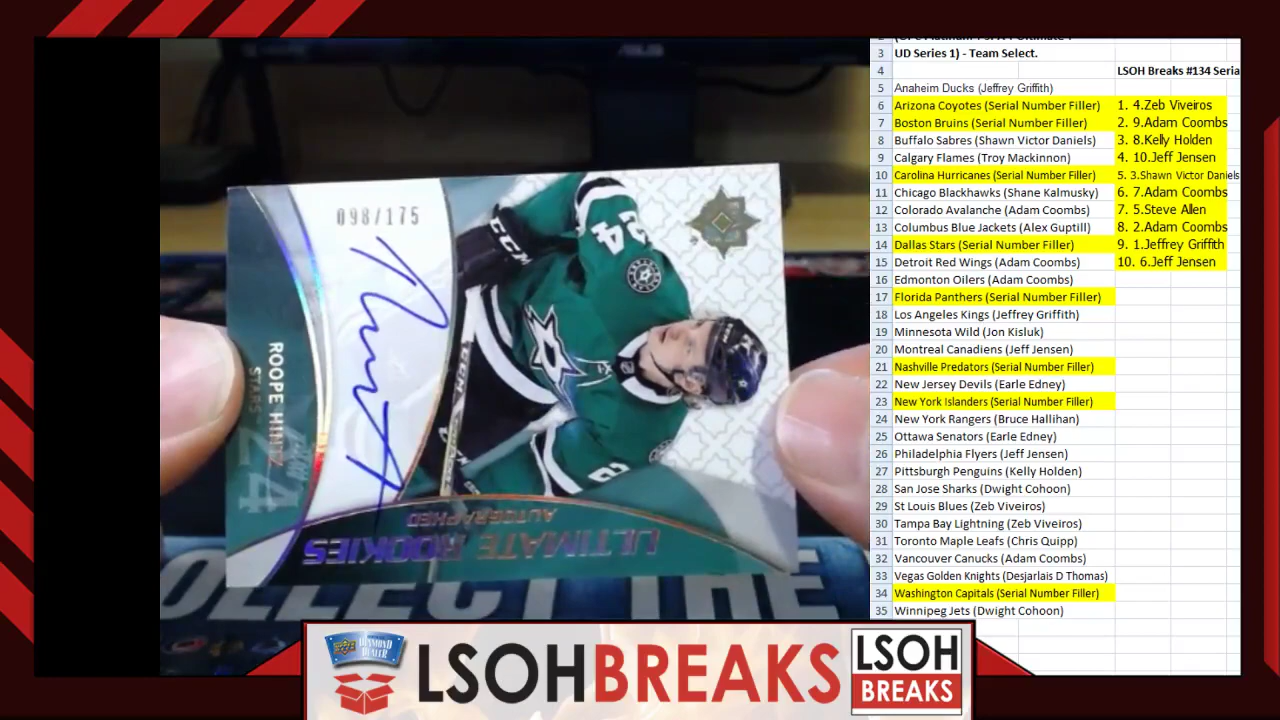 UD Series 1) - Team Select.
LSOH Breaks #134 Seria
Anaheim Ducks (Jeffrey Griffith)
Arizona Coyotes (Serial Number Filler)
Boston Bruins (Serial Number Filler)
Buffalo Sabres (Shawn Victor Daniels)
Calgary Flames (Troy Mackinnon)
Carolina Hurricanes (Serial Number Filler)
Chicago Blackhawks (Shane Kalmusky)
Colorado Avalanche (Adam Coombs)
Columbus Blue Jackets (Alex Guptill)
Dallas Stars (Serial Number Filler)
Detroit Red Wings (Adam Coombs)
Edmonton Oilers (Adam Coombs)
Florida Panthers (Serial Number Filler)
Los Angeles Kings (Jeffrey Griffith)
Minnesota Wild (Jon Kisluk)
Montreal Canadiens (Jeff Jensen)
Nashville Predators (Serial Number Filler)
New Jersey Devils (Earle Edney)
New York Islanders (Serial Number Filler)
New York Rangers (Bruce Hallihan)
Ottawa Senators (Earle Edney)
Philadelphia Flyers (Jeff Jensen)
Pittsburgh Penguins (Kelly Holden)
San Jose Sharks (Dwight Cohoon)
St Louis Blues (Zeb Viveiros)
Tampa Bay Lightning (Zeb Viveiros)
Toronto Maple Leafs (Chris Quipp)
Vancouver Canucks (Adam Coombs)
Vegas Golden Knights (Desjarlais D Thomas)
Washington Capitals (Serial Number Filler)
Winnipeg Jets (Dwight Cohoon)
1. 4.Zeb Viveiros
2. 9.Adam Coombs
3. 8.Kelly Holden
4. 10.Jeff Jensen
5. 3.Shawn Victor Daniels
6. 7.Adam Coombs
7. 5.Steve Allen
8. 2.Adam Coombs
9. 1.Jeffrey Griffith
10. 6.Jeff Jensen
3
4
5
6
7
8
9
10
11
12
13
14
15
16
17
18
19
20
21
22
23
24
25
26
27
28
29
30
31
32
33
34
35
098/175
ROOPE HINTZ
STARS
24
CCM
ULTIMATE ROOKIES
AUTOGRAPHED
COLLECT THE
ASUS
DIAMOND
DEALER
LSOHBREAKS
LSOH
BREAKS